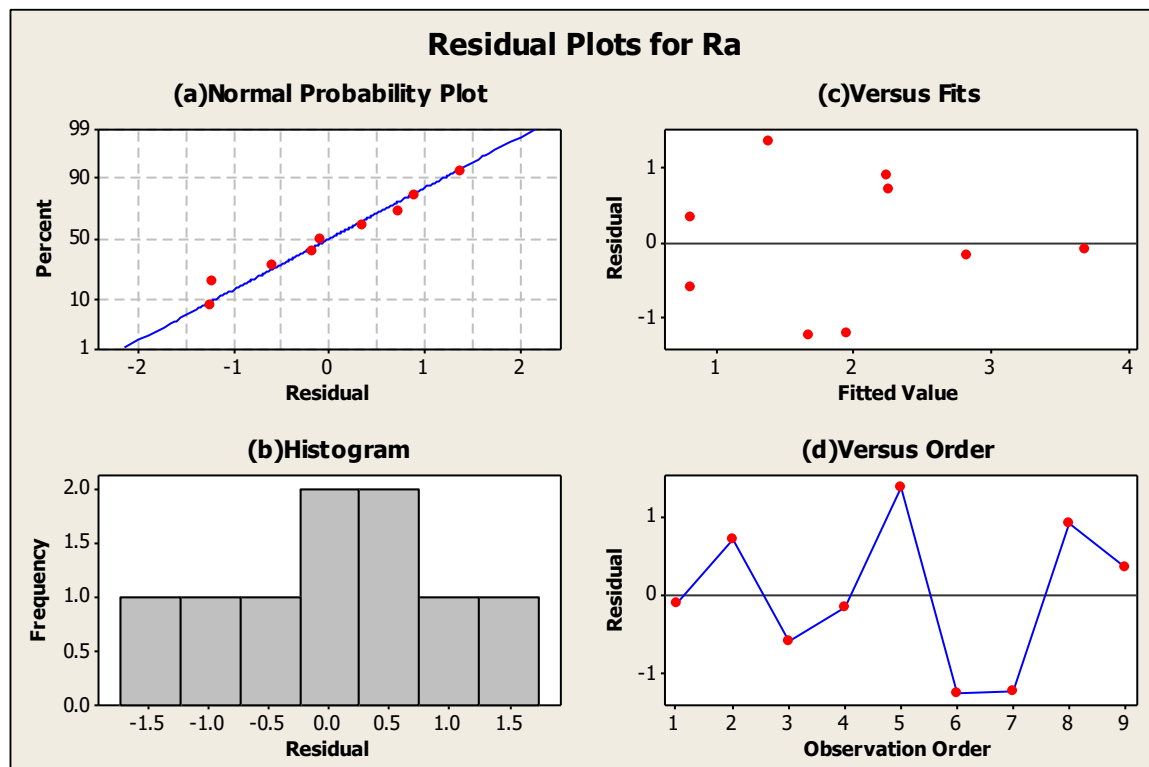 Residual Plots for Ra
(a)Normal Probability Plot
99
90
50
10
1
Percent
-2 -1 0 1 2
Residual
(c)Versus Fits
1
0
-1
Residual
1 2 3 4
Fitted Value
(b)Histogram
2.0
1.5
1.0
0.5
0.0
Frequency
-1.5 -1.0 -0.5 0.0 0.5 1.0 1.5
Residual
(d)Versus Order
1
0
-1
Residual
1 2 3 4 5 6 7 8 9
Observation Order